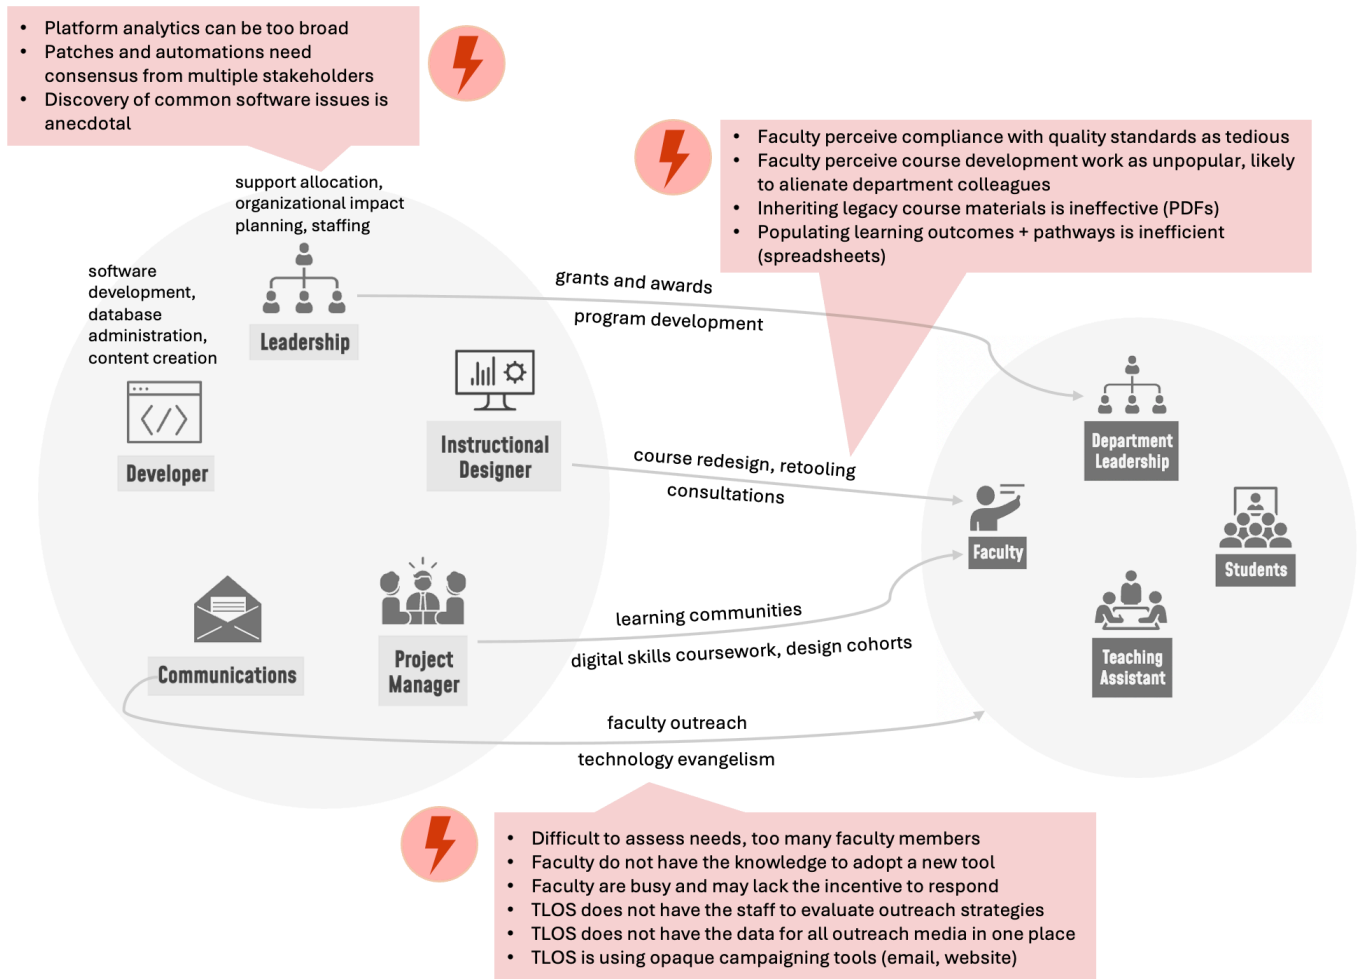 • Platform analytics can be too broad
• Patches and automations need
consensus from multiple stakeholders
• Discovery of common software issues is
anecdotal
• Faculty perceive compliance with quality standards as tedious
• Faculty perceive course development work as unpopular, likely
to alienate department colleagues
• Inheriting legacy course materials is ineffective (PDFs)
• Populating learning outcomes + pathways is inefficient
(spreadsheets)
support allocation,
organizational impact
planning, staffing
software
development,
database
administration,
content creation
Leadership
grants and awards
program development
Developer
Instructional
Designer
course redesign, retooling
consultations
Department
Leadership
Faculty
Students
Teaching
Assistant
Communications
Project
Manager
learning communities
digital skills coursework, design cohorts
faculty outreach
technology evangelism
• Difficult to assess needs, too many faculty members
• Faculty do not have the knowledge to adopt a new tool
• Faculty are busy and may lack the incentive to respond
• TLOS does not have the staff to evaluate outreach strategies
• TLOS does not have the data for all outreach media in one place
• TLOS is using opaque campaigning tools (email, website)